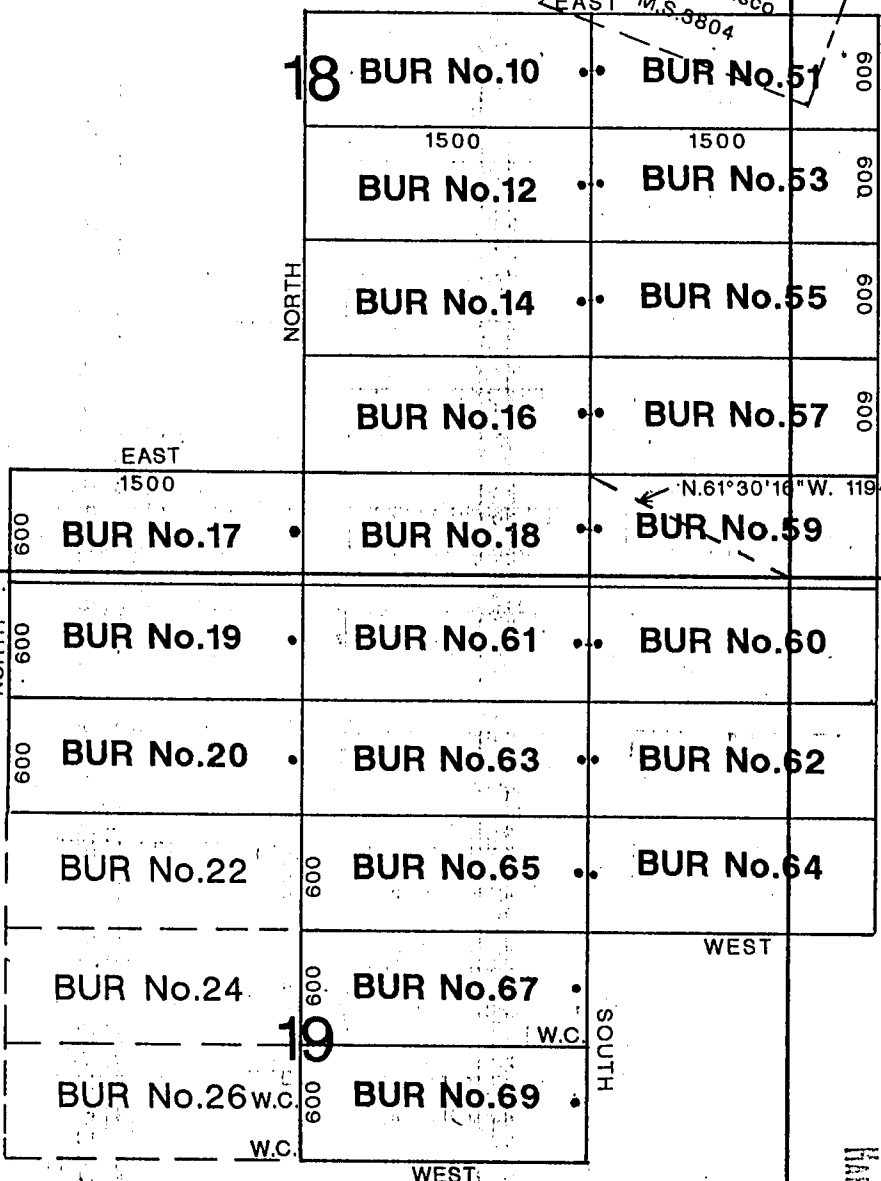 EAST M.S.3804
18 BUR No.10 BUR No.51 600
1500 1500
BUR No.12 BUR No.53 600
NORTH
BUR No.14 BUR No.55 600
BUR No.16 BUR No.57 600
EAST
1500
N.61°30'16"W. 119
600 BUR No.17 BUR No.18 BUR No.59
600 BUR No.19 BUR No.61 BUR No.60
600 BUR No.20 BUR No.63 BUR No.62
BUR No.22 600 BUR No.65 BUR No.64
WEST
BUR No.24 600 BUR No.67
19 W.C. SOUTH
BUR No.26 W.C. 600 BUR No.69
W.C.
WEST